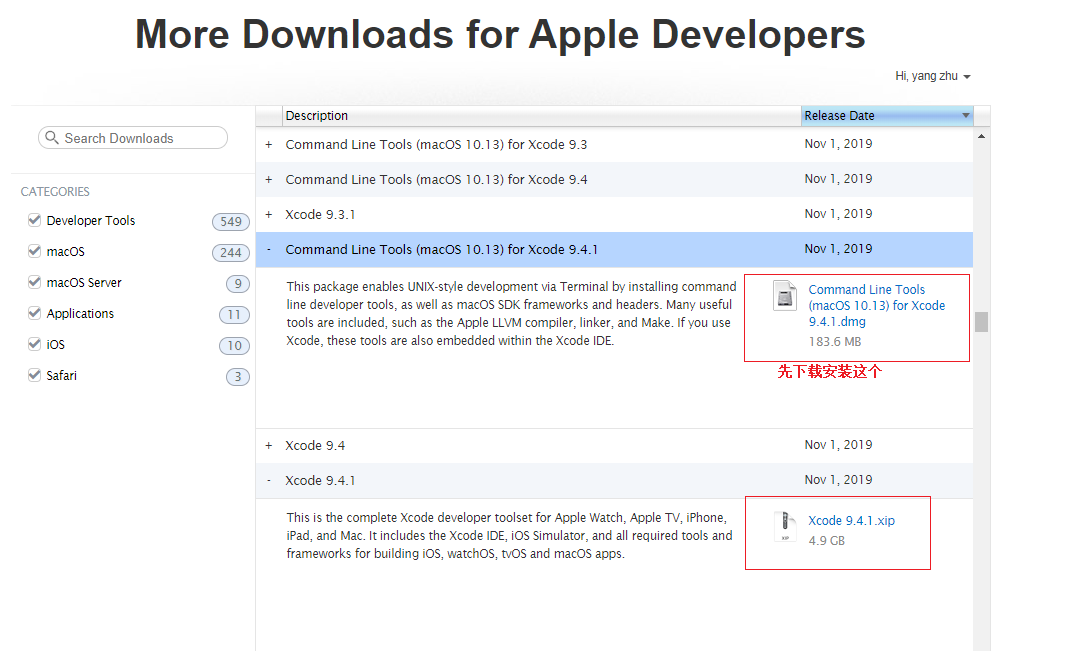 More Downloads for Apple Developers
Hi, yang zhu
Search Downloads
CATEGORIES
Developer Tools 549
macOS 244
macOS Server 9
Applications 11
iOS 10
Safari 3
Description Release Date
+ Command Line Tools (macOS 10.13) for Xcode 9.3 Nov 1, 2019
+ Command Line Tools (macOS 10.13) for Xcode 9.4 Nov 1, 2019
+ Xcode 9.3.1 Nov 1, 2019
- Command Line Tools (macOS 10.13) for Xcode 9.4.1 Nov 1, 2019
This package enables UNIX-style development via Terminal by installing command
line developer tools, as well as macOS SDK frameworks and headers. Many useful
tools are included, such as the Apple LLVM compiler, linker, and Make. If you use
Xcode, these tools are also embedded within the Xcode IDE.
Command Line Tools
(macOS 10.13) for Xcode
9.4.1.dmg
183.6 MB
先下载安装这个
+ Xcode 9.4 Nov 1, 2019
- Xcode 9.4.1 Nov 1, 2019
This is the complete Xcode developer toolset for Apple Watch, Apple TV, iPhone,
iPad, and Mac. It includes the Xcode IDE, iOS Simulator, and all required tools and
frameworks for building iOS, watchOS, tvOS and macOS apps.
XIP
Xcode 9.4.1.xip
4.9 GB